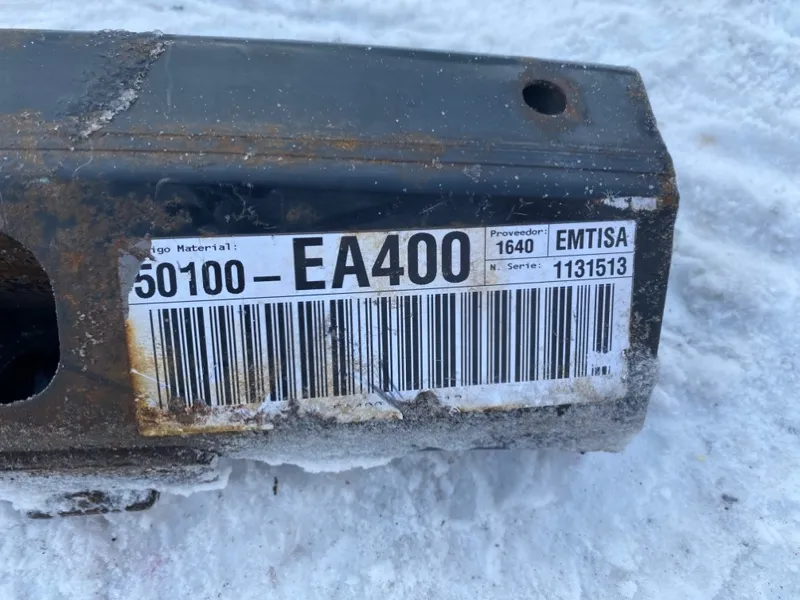 igo Material:
50100-EA400
Proveedor:
1640
EMTISA
N. Serie: 1131513